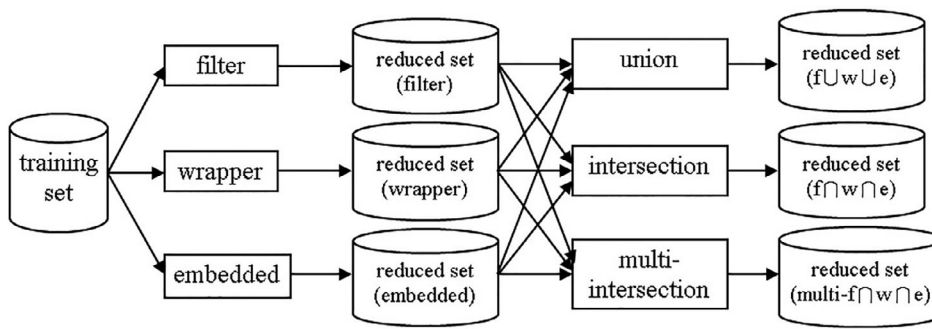 training
set
filter
wrapper
embedded
reduced set
(filter)
reduced set
(wrapper)
reduced set
(embedded)
union
intersection
multi-
intersection
reduced set
(f⋃w⋃e)
reduced set
(f⋂w⋂e)
reduced set
(multi-f⋂w⋂e)